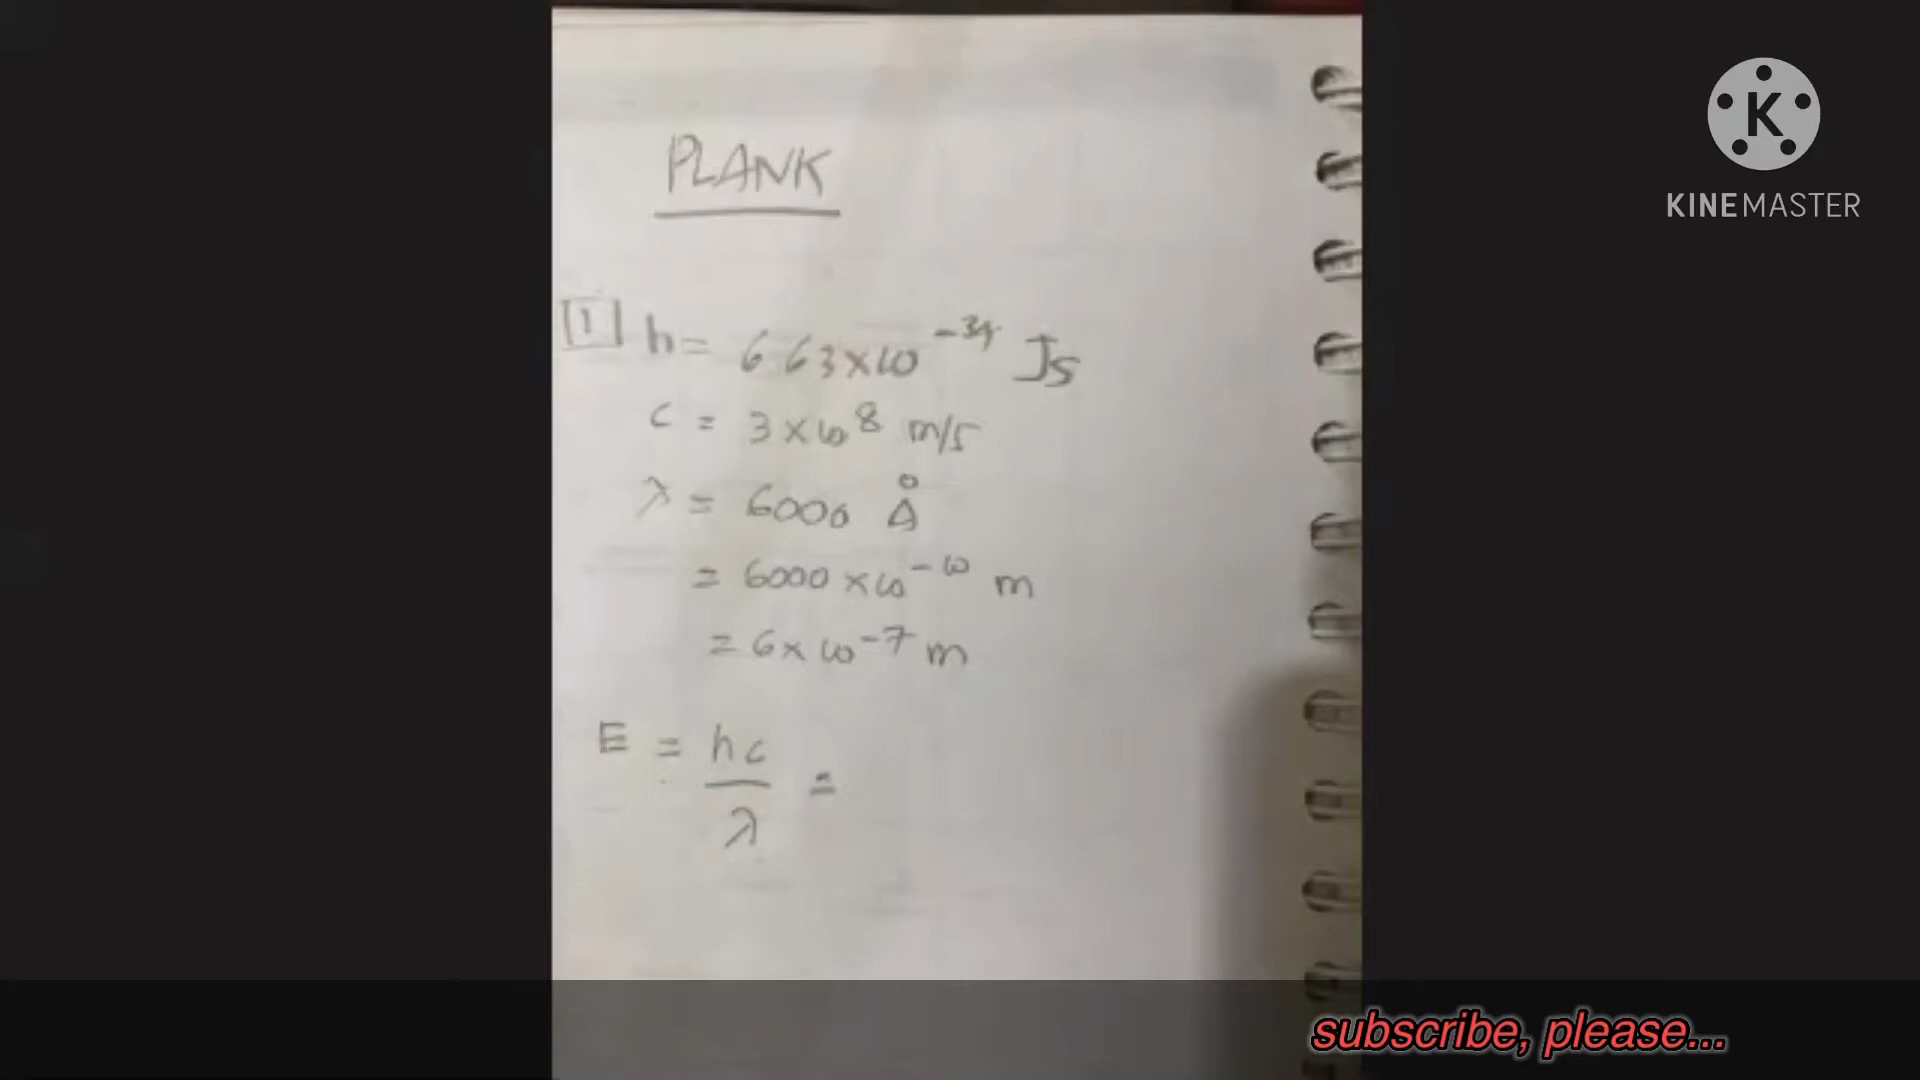 PLANK
1 h = 6 63 x 10 -34 Js
c = 3 x 10 8 m/s
λ = 6000 Å
= 6000 x 10 -10 m
= 6 x 10 -7 m
E = hc
λ =
K
KINEMASTER
subscribe, please...